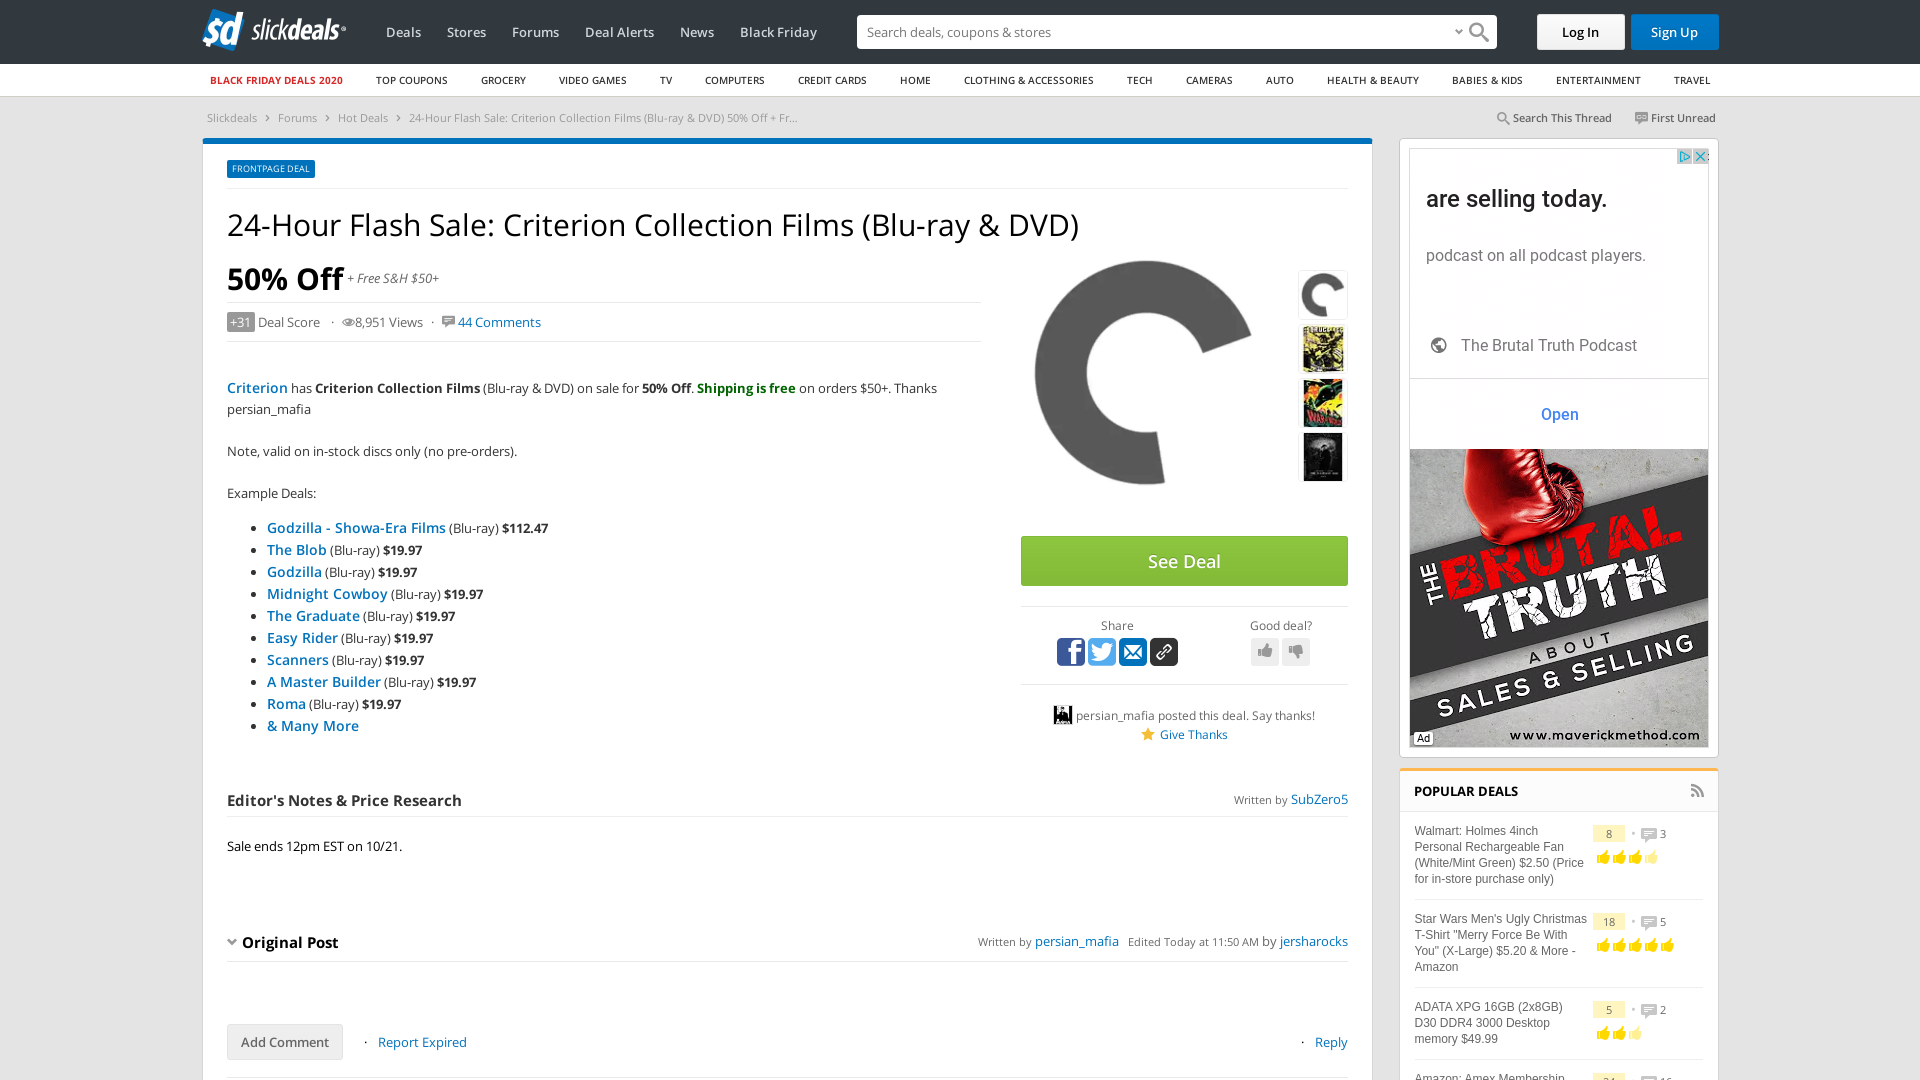 slickdeals
Deals
Stores
Forums
Deal Alerts
News
Black Friday
Search deals, coupons & stores
Log In
Sign Up
BLACK FRIDAY DEALS 2020
TOP COUPONS
GROCERY
VIDEO GAMES
TV
COMPUTERS
CREDIT CARDS
HOME
CLOTHING & ACCESSORIES
TECH
CAMERAS
AUTO
HEALTH & BEAUTY
BABIES & KIDS
ENTERTAINMENT
TRAVEL
Slickdeals
Forums
Hot Deals
24-Hour Flash Sale: Criterion Collection Films (Blu-ray & DVD) 50% Off + Fr...
Search This Thread
First Unread
FRONTPAGE DEAL
24-Hour Flash Sale: Criterion Collection Films (Blu-ray & DVD)
50% Off + Free S&H $50+
+31 Deal Score · 8,951 Views · 44 Comments
Criterion has Criterion Collection Films (Blu-ray & DVD) on sale for 50% Off. Shipping is free on orders $50+. Thanks
persian_mafia
Note, valid on in-stock discs only (no pre-orders).
Example Deals:
Godzilla - Showa-Era Films (Blu-ray) $112.47
The Blob (Blu-ray) $19.97
Godzilla (Blu-ray) $19.97
Midnight Cowboy (Blu-ray) $19.97
The Graduate (Blu-ray) $19.97
Easy Rider (Blu-ray) $19.97
Scanners (Blu-ray) $19.97
A Master Builder (Blu-ray) $19.97
Roma (Blu-ray) $19.97
& Many More
See Deal
Share
Good deal?
persian_mafia posted this deal. Say thanks!
Give Thanks
Editor's Notes & Price Research
Written by SubZero5
Sale ends 12pm EST on 10/21.
Original Post
Written by persian_mafia Edited Today at 11:50 AM by jersharocks
Add Comment
· Report Expired
· Reply
are selling today.
podcast on all podcast players.
The Brutal Truth Podcast
Open
THE BRUTAL
TRUTH
ABOUT
SALES & SELLING
Ad
www.maverickmethod.com
POPULAR DEALS
Walmart: Holmes 4inch
Personal Rechargeable Fan
(White/Mint Green) $2.50 (Price
for in-store purchase only)
8 · 3
Star Wars Men's Ugly Christmas
T-Shirt "Merry Force Be With
You" (X-Large) $5.20 & More -
Amazon
18 · 5
ADATA XPG 16GB (2x8GB)
D30 DDR4 3000 Desktop
memory $49.99
5 · 2
Amazon: Amex Membership